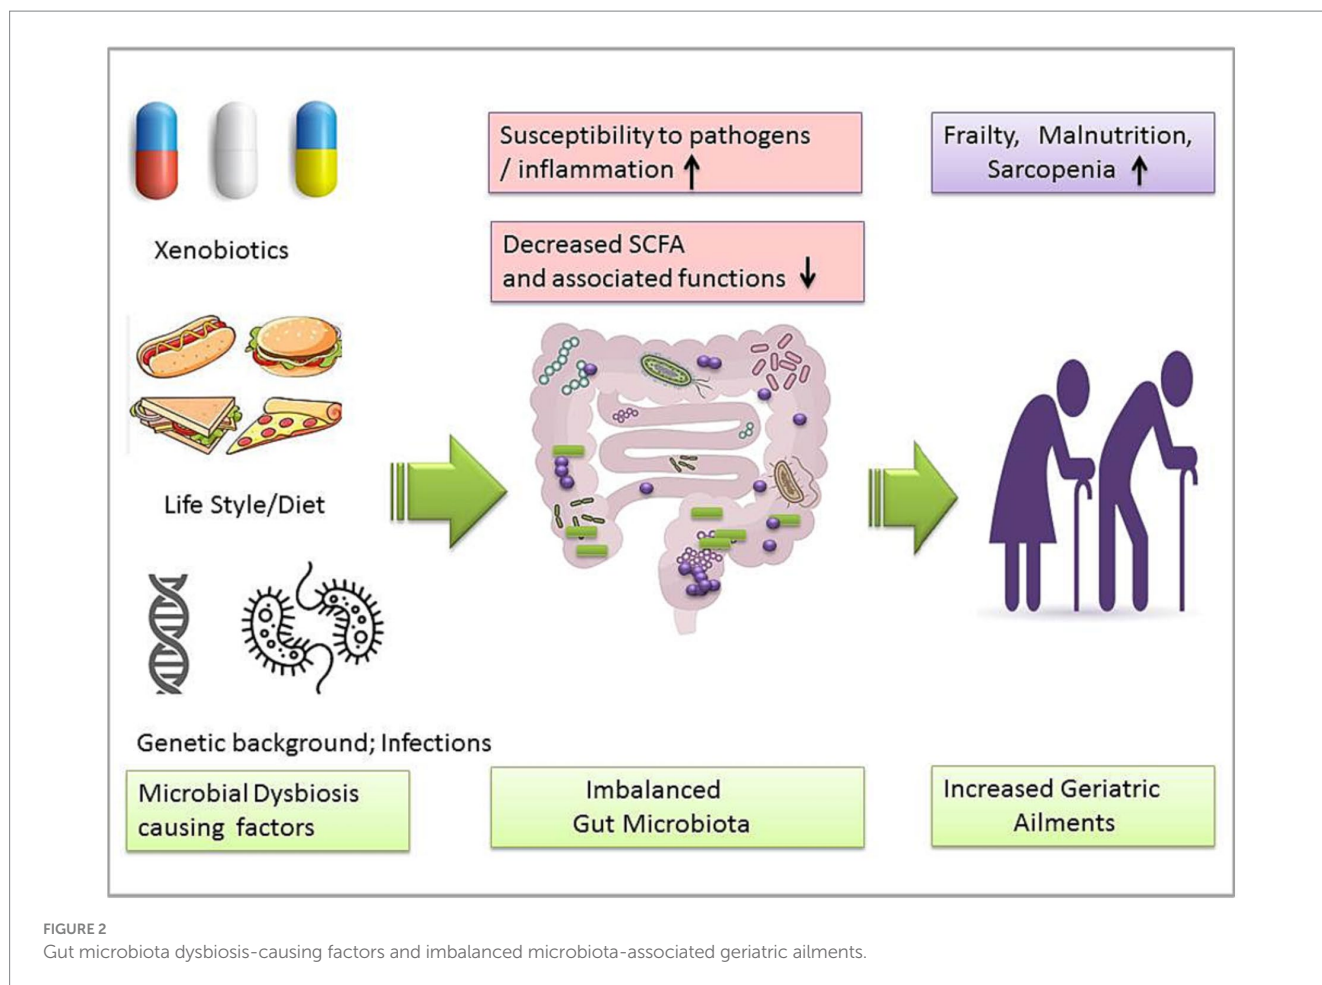 Xenobiotics
Life Style/Diet
Genetic background; Infections
Microbial Dysbiosis
causing factors
Susceptibility to pathogens
/ inflammation ↑
Decreased SCFA
and associated functions ↓
Imbalanced
Gut Microbiota
Frailty, Malnutrition,
Sarcopenia ↑
Increased Geriatric
Ailments
FIGURE 2
Gut microbiota dysbiosis-causing factors and imbalanced microbiota-associated geriatric ailments.